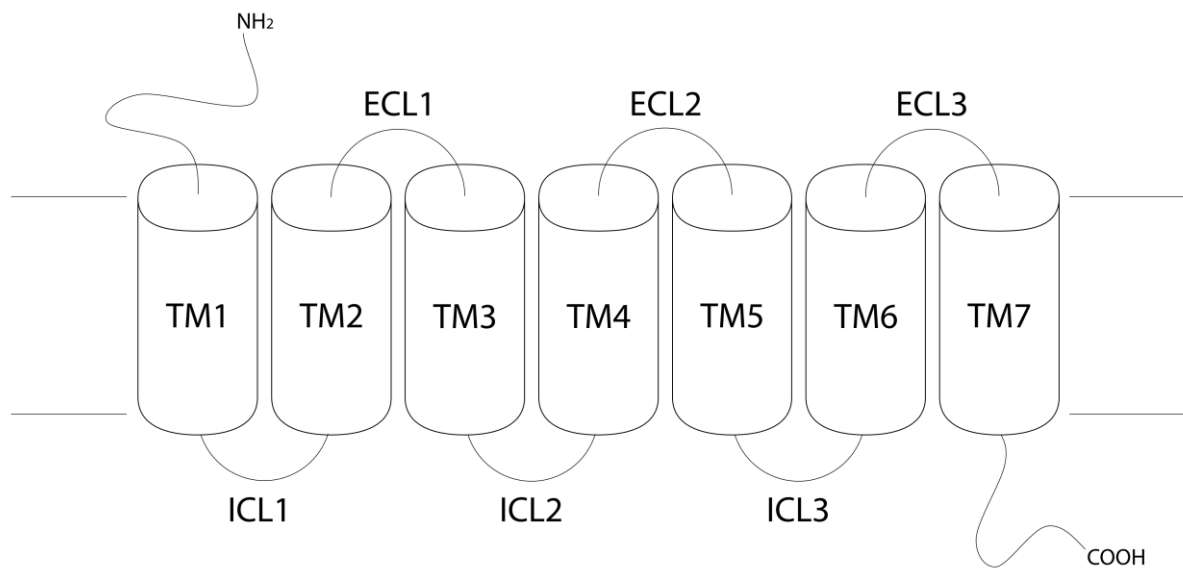 NH₂
ECL1 ECL2 ECL3
TM1 TM2 TM3 TM4 TM5 TM6 TM7
ICL1 ICL2 ICL3
COOH